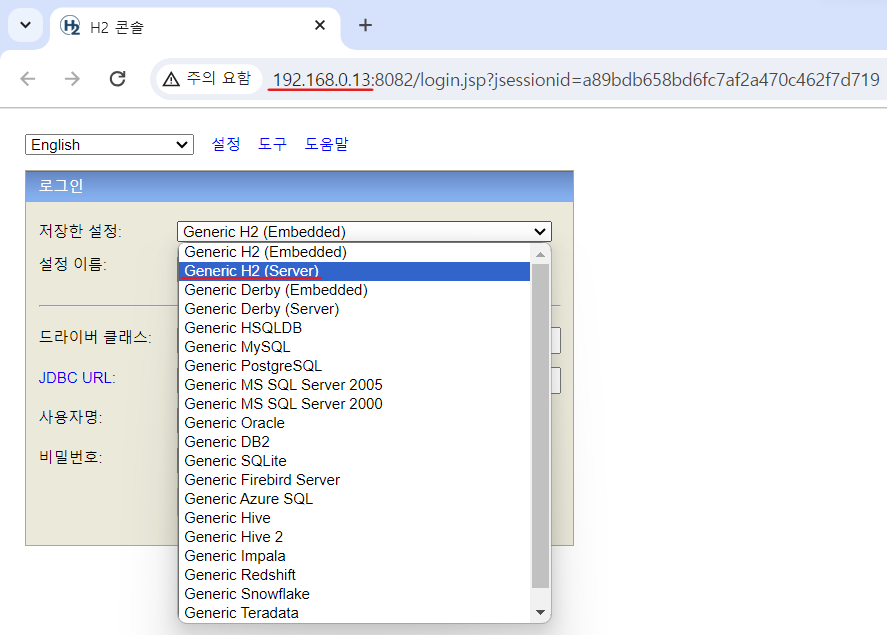 H2 콘솔
주의 요함 192.168.0.13:8082/login.jsp?jsessionid=a89bdb658bd6fc7af2a470c462f7d719
English 설정 도구 도움말
로그인
저장한 설정: Generic H2 (Embedded)
Generic H2 (Embedded)
설정 이름:
Generic H2 (Server)
Generic Derby (Embedded)
Generic Derby (Server)
Generic HSQLDB
드라이버 클래스:
Generic MySQL
Generic PostgreSQL
JDBC URL:
Generic MS SQL Server 2005
Generic MS SQL Server 2000
사용자명:
Generic Oracle
Generic DB2
비밀번호:
Generic SQLite
Generic Firebird Server
Generic Azure SQL
Generic Hive
Generic Hive 2
Generic Impala
Generic Redshift
Generic Snowflake
Generic Teradata